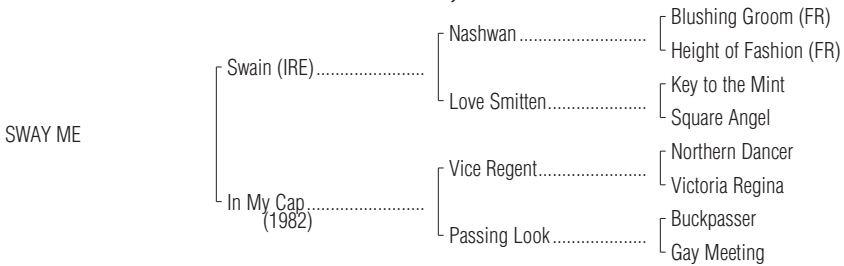 Blushing Groom (FR)
Nashwan ............................
Height of Fashion (FR)
Swain (IRE)........................
Key to the Mint
Love Smitten......................
Square Angel
SWAY ME
Northern Dancer
Vice Regent........................
Victoria Regina
In My Cap..........................
(1982)
Buckpasser
Passing Look.....................
Gay Meeting